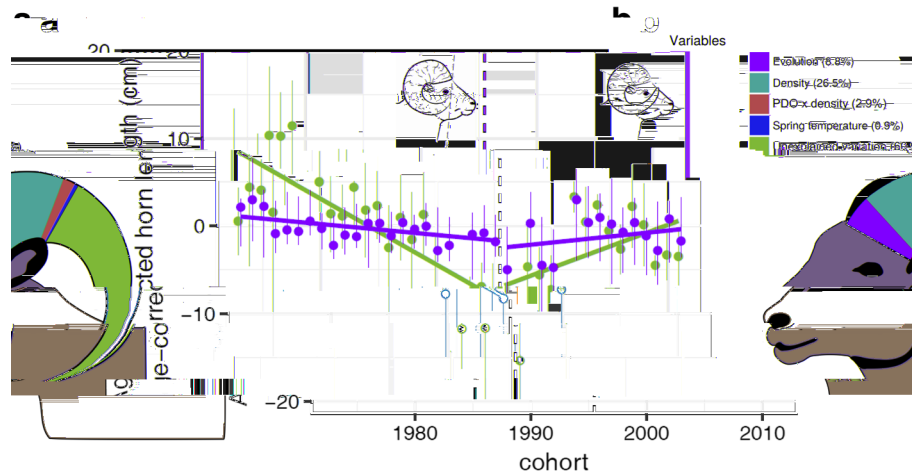 a
b
Variables
Evolution (6.8%)
Density (26.5%)
PDO x density (2.9%)
Spring temperature (0.9%)
20
10
0
−10
−20
1980
1990
2000
2010
cohort